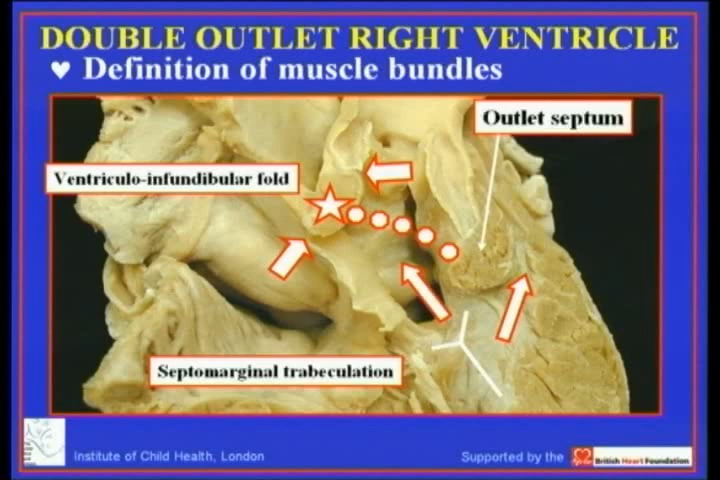 DOUBLE OUTLET RIGHT VENTRICLE
♥ Definition of muscle bundles
Outlet septum
Ventriculo-infundibular fold
Septomarginal trabeculation
Institute of Child Health, London
Supported by the
British Heart Foundation